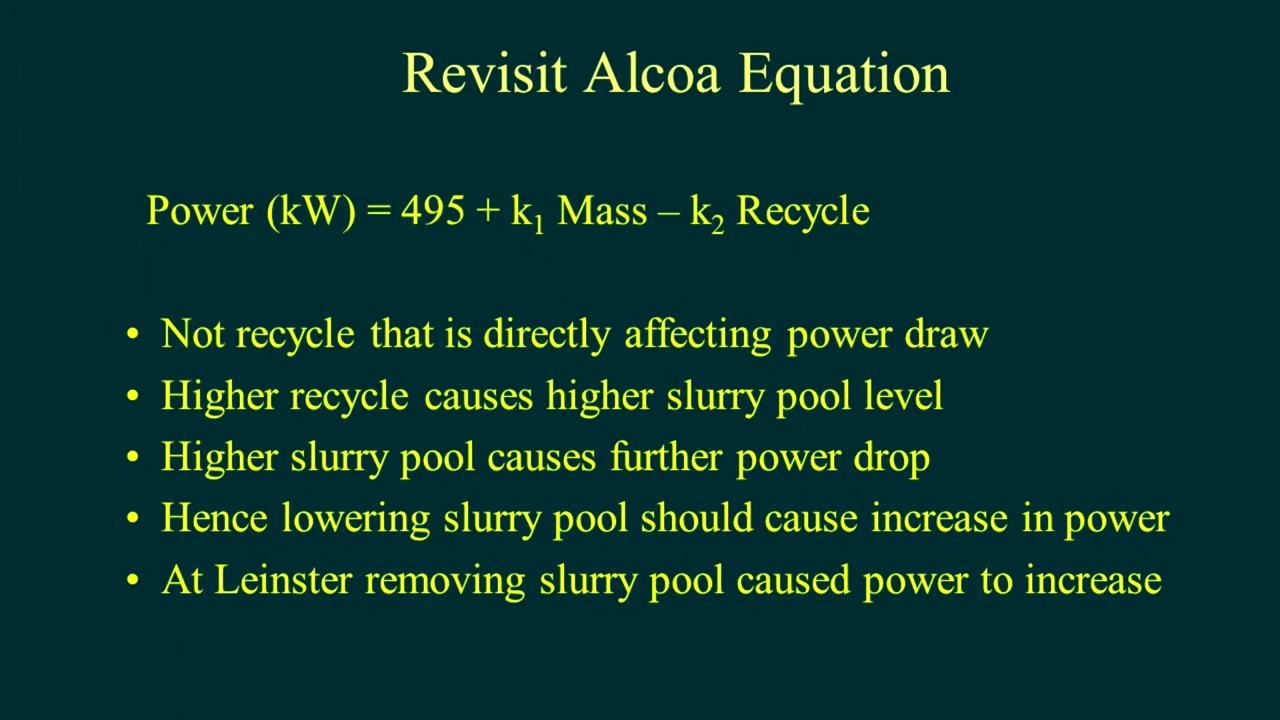 Revisit Alcoa Equation
Power (kW) = 495 + k₁ Mass – k₂ Recycle
• Not recycle that is directly affecting power draw
• Higher recycle causes higher slurry pool level
• Higher slurry pool causes further power drop
• Hence lowering slurry pool should cause increase in power
• At Leinster removing slurry pool caused power to increase